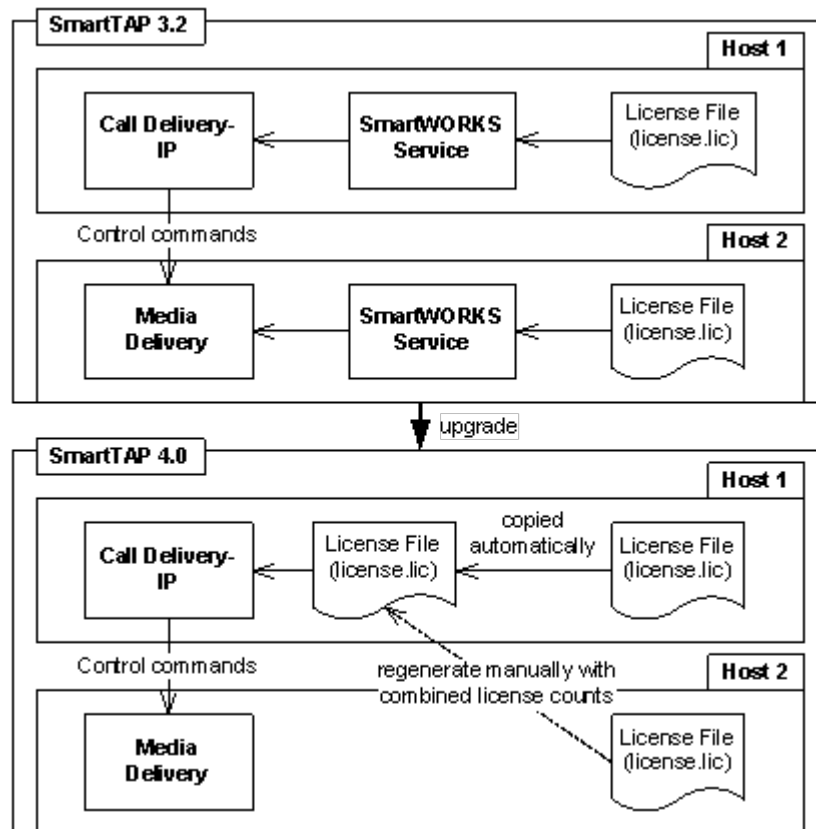 SmartTAP 3.2
Host 1
Call Delivery-
IP
SmartWORKS
Service
License File
(license.lic)
Control commands
Host 2
Media
Delivery
SmartWORKS
Service
License File
(license.lic)
upgrade
SmartTAP 4.0
Host 1
Call Delivery-
IP
License File
(license.lic)
copied
automatically
License File
(license.lic)
Control commands
regenerate manually with
combined license counts
Host 2
Media
Delivery
License File
(license.lic)